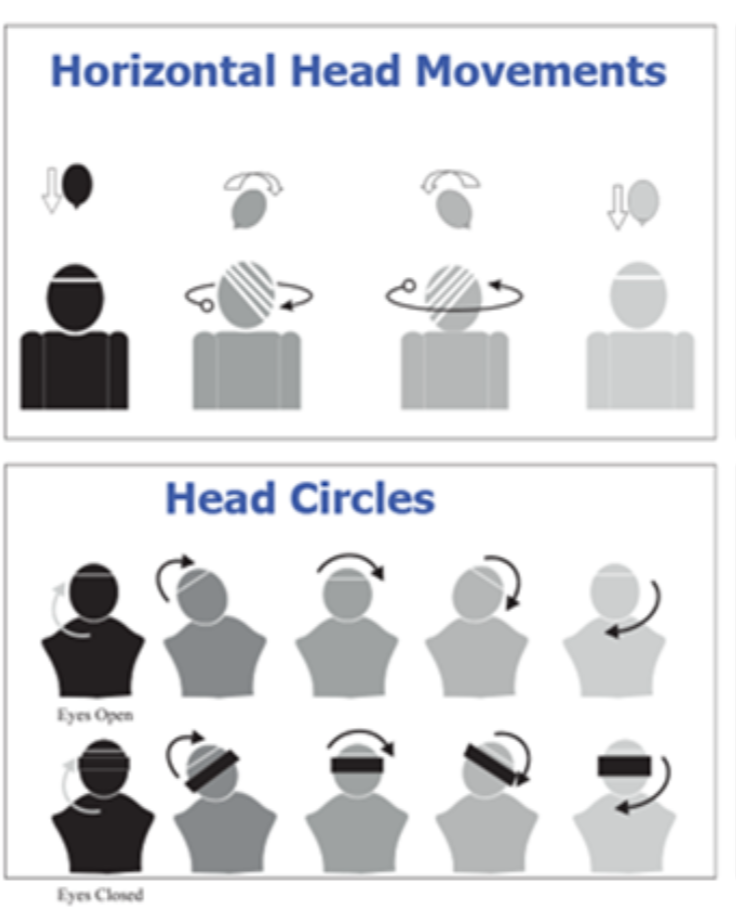 Horizontal Head Movements
Head Circles
Eyes Open
Eyes Closed